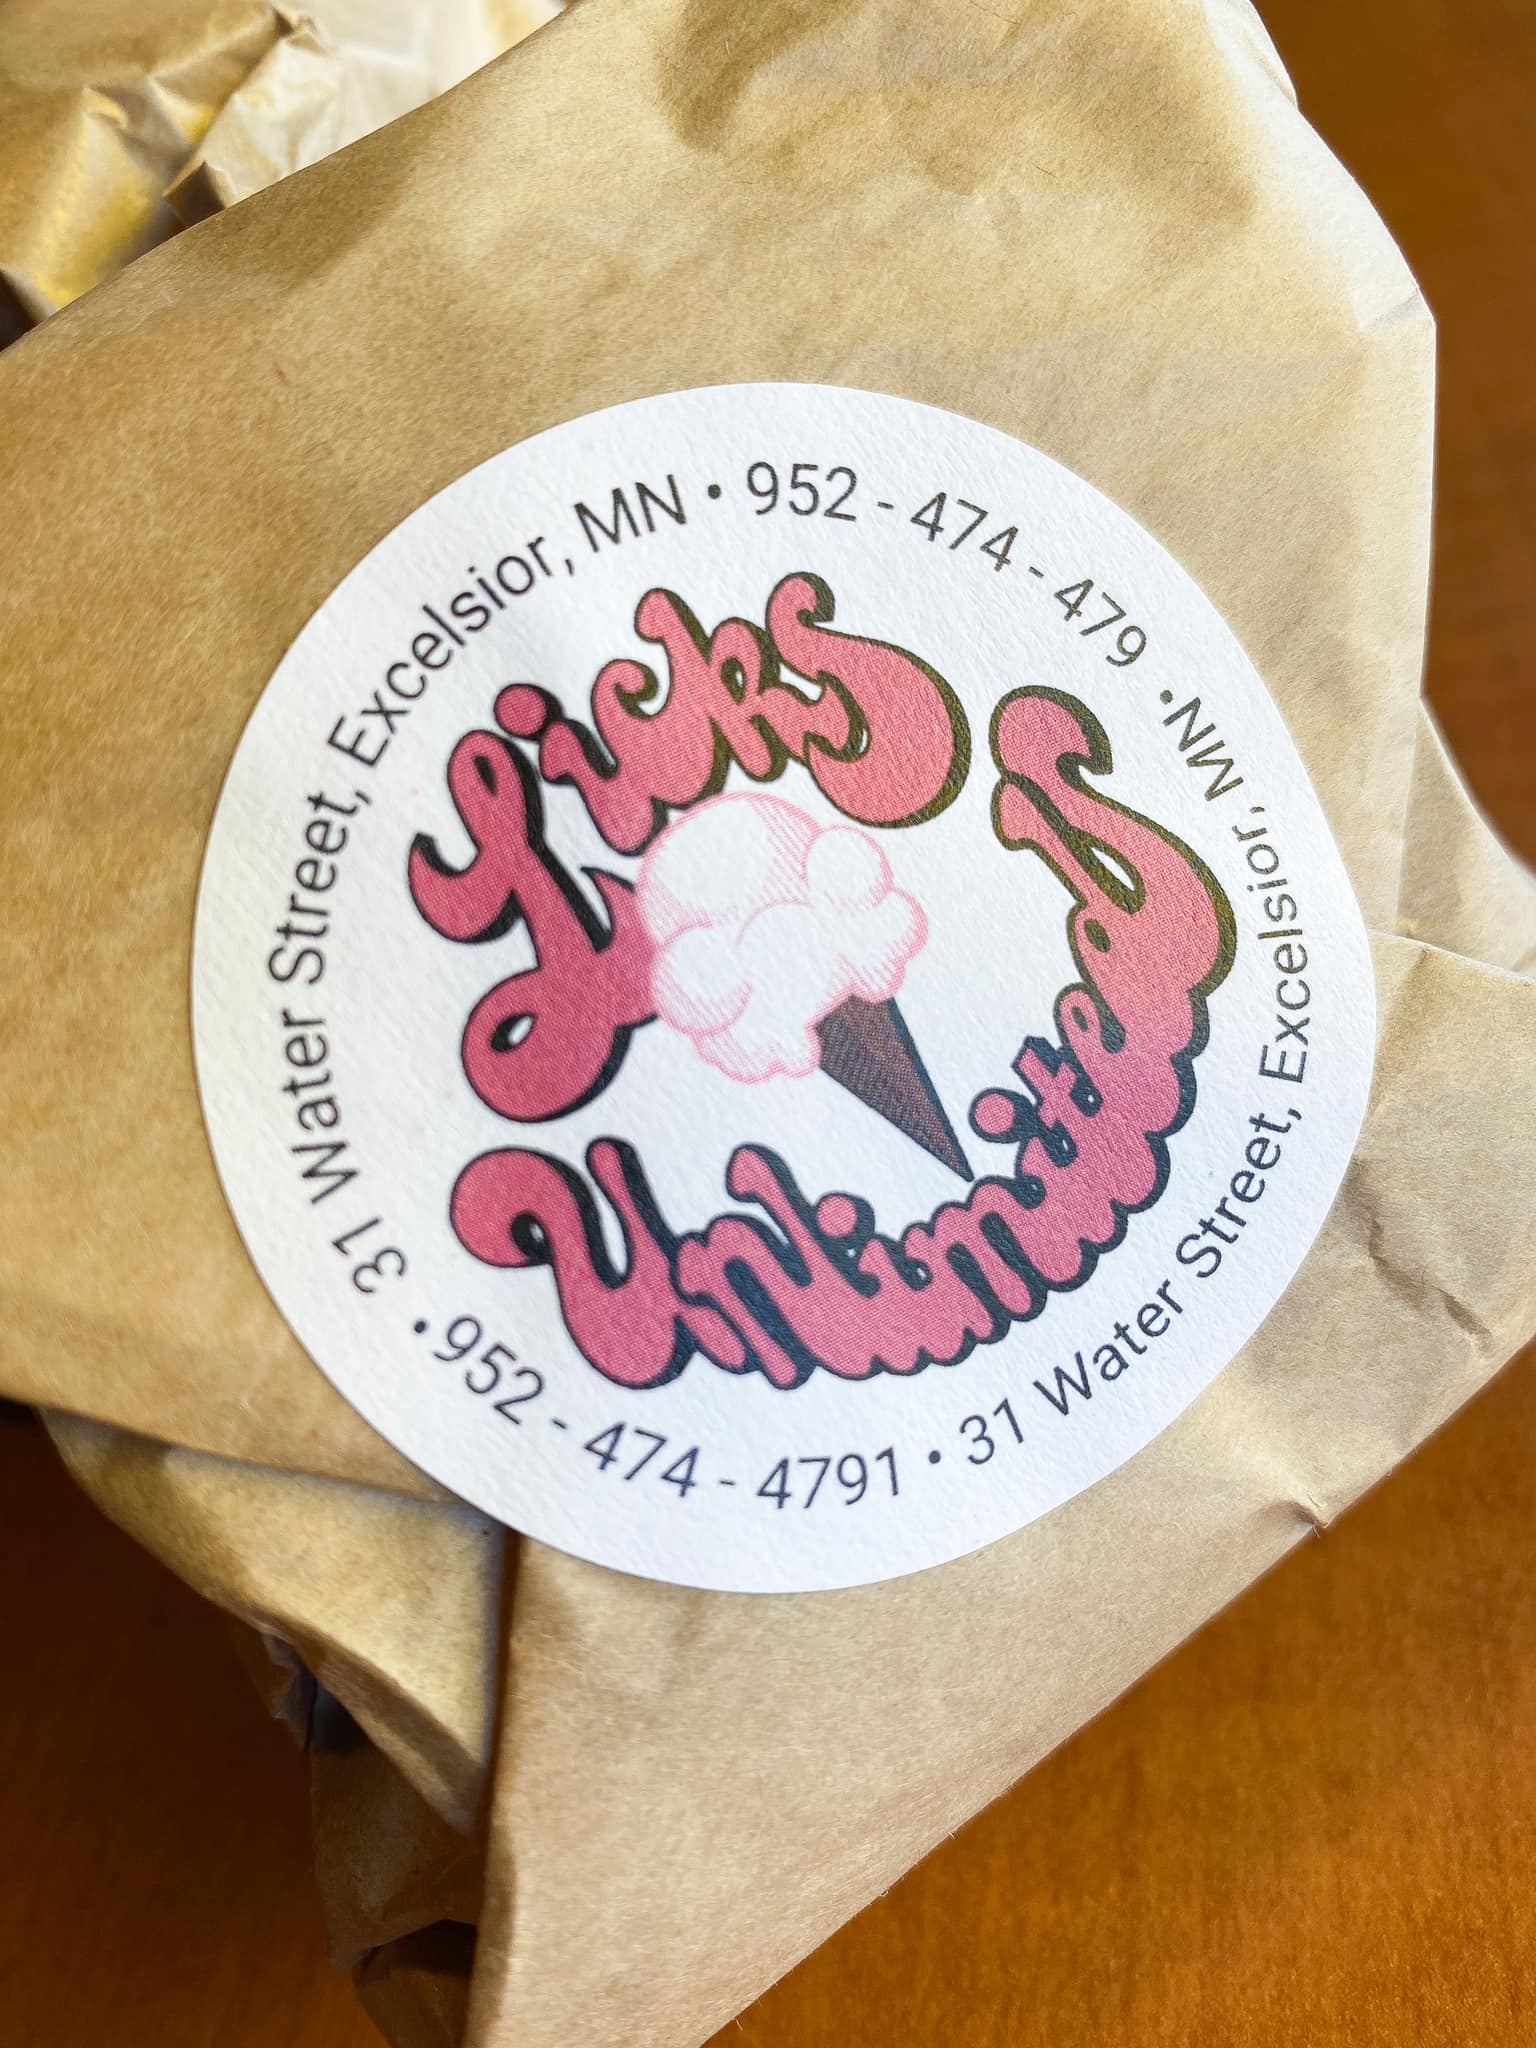 Licks
Unlimited
31 Water Street, Excelsior, MN • 952 - 474 - 479 •
31 Water Street, Excelsior, MN
• 952 - 474 - 4791 •